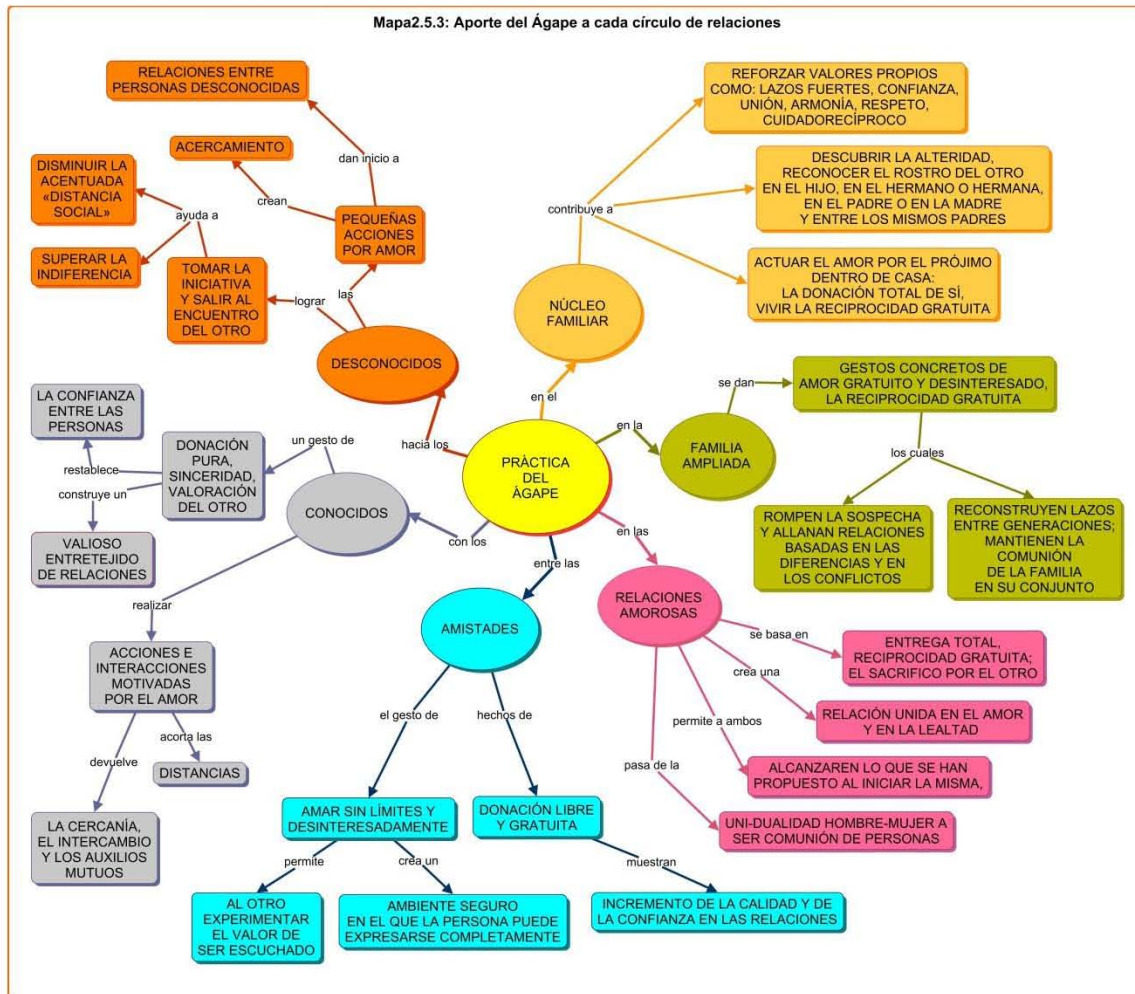 Mapa2.5.3: Aporte del Ágape a cada círculo de relaciones
RELACIONES ENTRE
PERSONAS DESCONOCIDAS
dan inicio a
ACERCAMIENTO
crean
PEQUEÑAS
ACCIONES
POR AMOR
las
DISMINUIR LA
ACENTUADA
«DISTANCIA
SOCIAL»
ayuda a
SUPERAR LA
INDIFERENCIA
TOMAR LA
INICIATIVA
Y SALIR AL
ENCUENTRO
DEL OTRO
lograr
DESCONOCIDOS
hacia los
REFORZAR VALORES PROPIOS
COMO: LAZOS FUERTES, CONFIANZA,
UNIÓN, ARMONÍA, RESPETO,
CUIDADORECÍPROCO
DESCUBRIR LA ALTERIDAD,
RECONOCER EL ROSTRO DEL OTRO
EN EL HIJO, EN EL HERMANO O HERMANA,
EN EL PADRE O EN LA MADRE
Y ENTRE LOS MISMOS PADRES
contribuye a
ACTUAR EL AMOR POR EL PRÓJIMO
DENTRO DE CASA:
LA DONACIÓN TOTAL DE SÍ,
VIVIR LA RECIPROCIDAD GRATUITA
NÚCLEO
FAMILIAR
en el
PRÀCTICA
DEL
ÁGAPE
en la
FAMILIA
AMPLIADA
se dan
GESTOS CONCRETOS DE
AMOR GRATUITO Y DESINTERESADO,
LA RECIPROCIDAD GRATUITA
los cuales
ROMPEN LA SOSPECHA
Y ALLANAN RELACIONES
BASADAS EN LAS
DIFERENCIAS Y EN
LOS CONFLICTOS
RECONSTRUYEN LAZOS
ENTRE GENERACIONES;
MANTIENEN LA
COMUNIÓN
DE LA FAMILIA
EN SU CONJUNTO
LA CONFIANZA
ENTRE LAS
PERSONAS
restablece
construye un
VALIOSO
ENTRETEJIDO
DE RELACIONES
DONACIÓN
PURA,
SINCERIDAD,
VALORACIÓN
DEL OTRO
un gesto de
CONOCIDOS
con los
realizar
ACCIONES E
INTERACCIONES
MOTIVADAS
POR EL AMOR
acorta las
DISTANCIAS
devuelve
LA CERCANÍA,
EL INTERCAMBIO
Y LOS AUXILIOS
MUTUOS
entre las
AMISTADES
el gesto de
hechos de
AMAR SIN LÍMITES Y
DESINTERESADAMENTE
DONACIÓN LIBRE
Y GRATUITA
permite
crea un
muestran
AL OTRO
EXPERIMENTAR
EL VALOR DE
SER ESCUCHADO
AMBIENTE SEGURO
EN EL QUE LA PERSONA PUEDE
EXPRESARSE COMPLETAMENTE
INCREMENTO DE LA CALIDAD Y DE
LA CONFIANZA EN LAS RELACIONES
en las
RELACIONES
AMOROSAS
se basa en
ENTREGA TOTAL,
RECIPROCIDAD GRATUITA;
EL SACRIFICO POR EL OTRO
crea una
RELACIÓN UNIDA EN EL AMOR
Y EN LA LEALTAD
permite a ambos
ALCANZAREN LO QUE SE HAN
PROPUESTO AL INICIAR LA MISMA,
pasa de la
UNI-DUALIDAD HOMBRE-MUJER A
SER COMUNIÓN DE PERSONAS